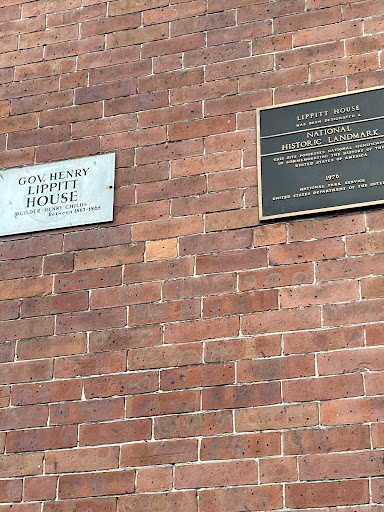 GOV. HENRY
LIPPITT
HOUSE
BUILDER-HENRY CHILDS
Between 1863-1865
LIPPITT HOUSE
HAS BEEN DESIGNATED A
NATIONAL
HISTORIC LANDMARK
THIS SITE POSSESSES NATIONAL SIGNIFICANCE
IN COMMEMORATING THE HISTORY OF THE
UNITED STATES OF AMERICA
1976
NATIONAL PARK SERVICE
UNITED STATES DEPARTMENT OF THE INTE